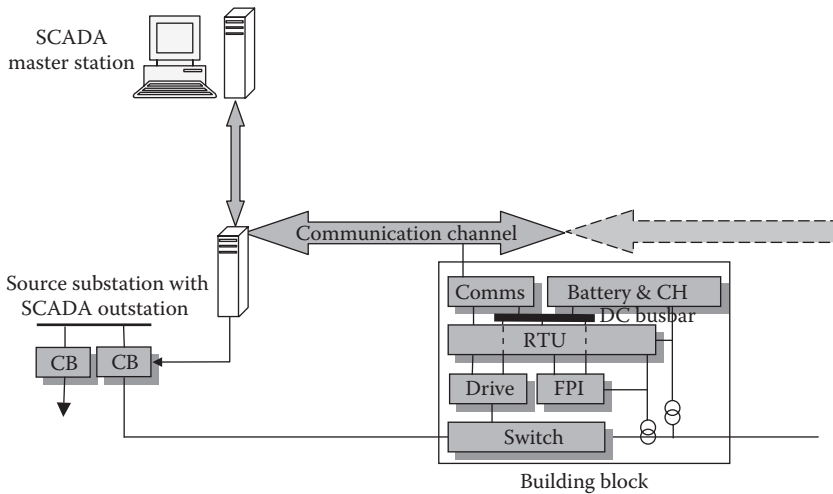 SCADA
master station
Communication channel
Source substation with
SCADA outstation
Comms
Battery & CH
DC busbar
RTU
CB
CB
Drive
FPI
Switch
Building block